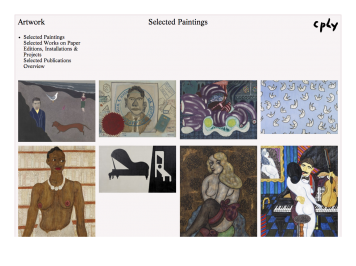 Artwork
Selected Paintings
cply
Selected Paintings
Selected Works on Paper
Editions, Installations &
Projects
Selected Publications
Overview